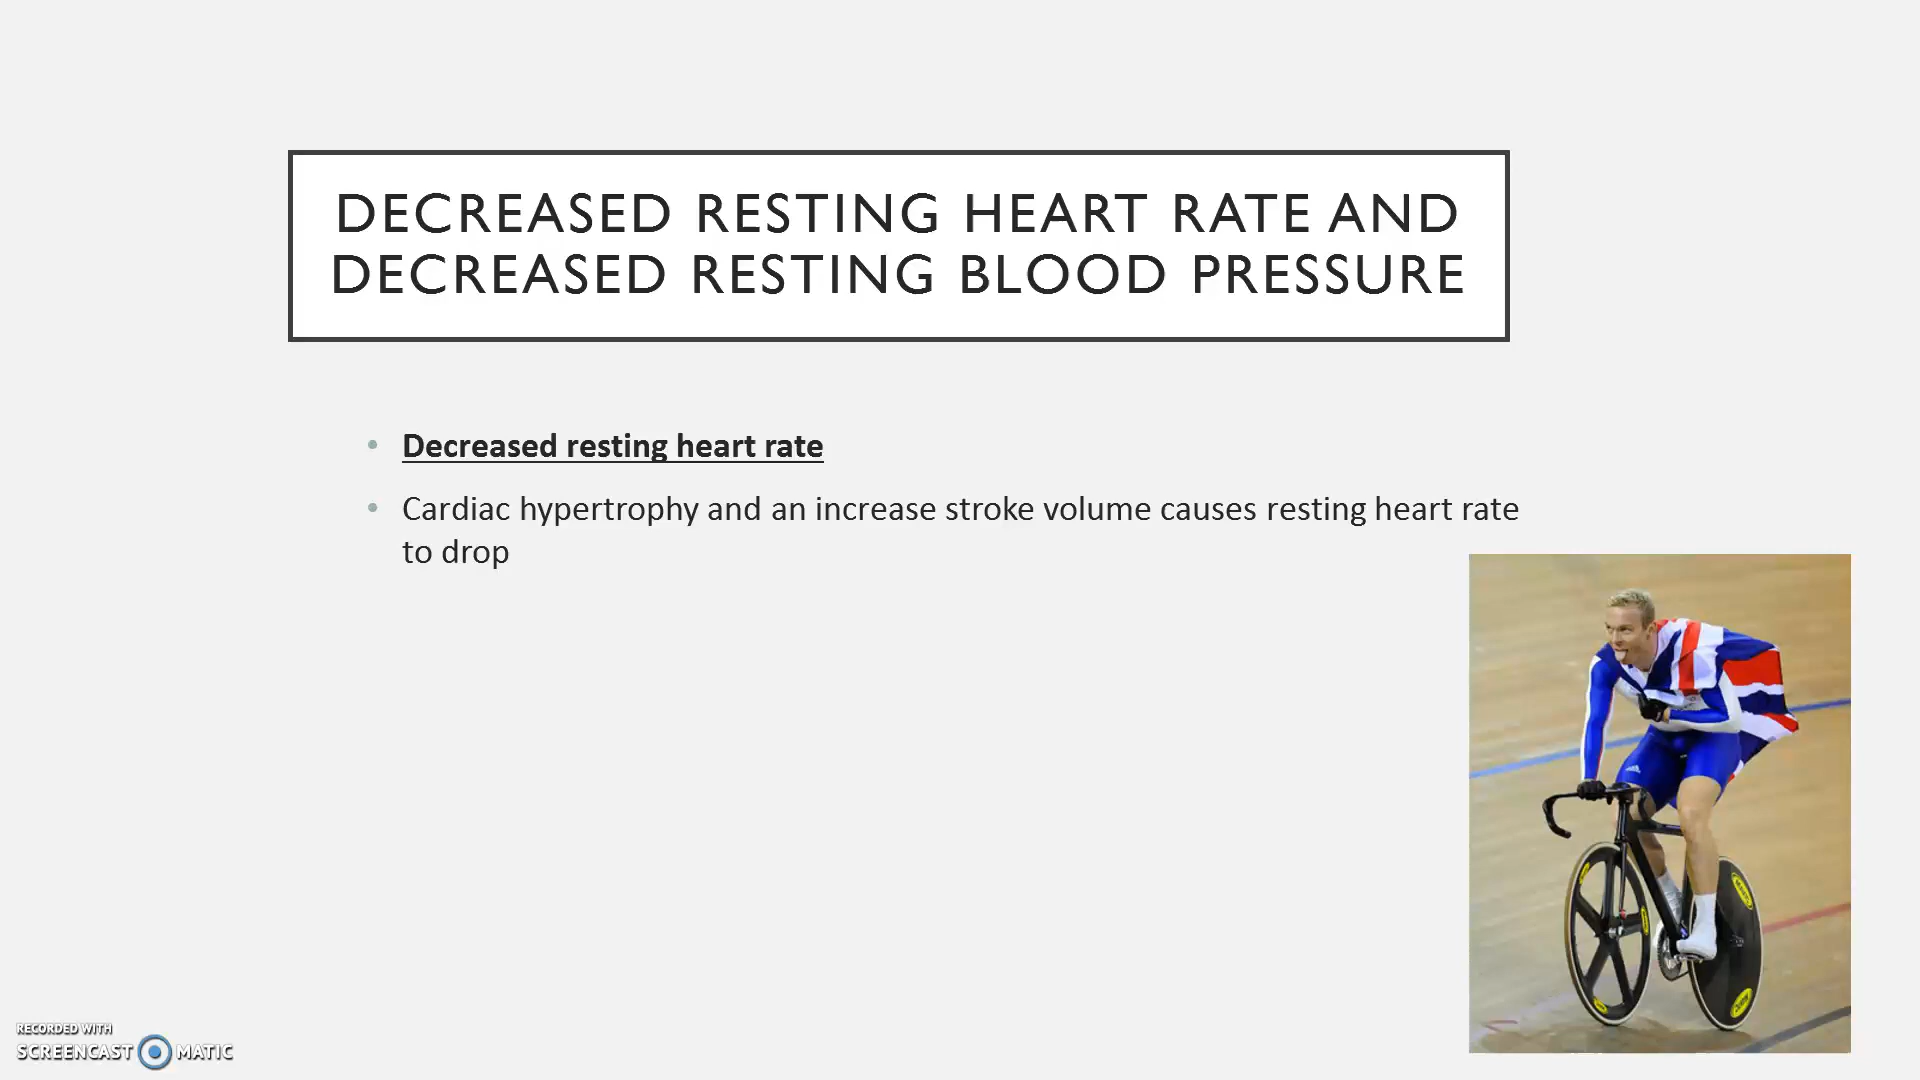 DECREASED RESTING HEART RATE AND
DECREASED RESTING BLOOD PRESSURE
• Decreased resting heart rate
• Cardiac hypertrophy and an increase stroke volume causes resting heart rate
to drop
RECORDED WITH
SCREENCAST MATIC